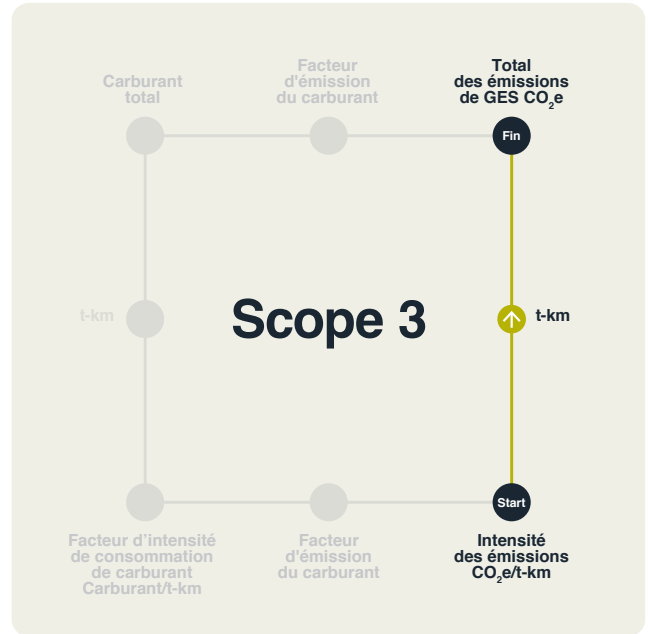 Carburant
total
Facteur
d'émission
du carburant
Total
des émissions
de GES CO₂e
Fin
t-km
Scope 3
t-km
Start
Facteur d’intensité
de consommation
de carburant
Carburant/t-km
Facteur
d'émission
du carburant
Intensité
des émissions
CO₂e/t-km